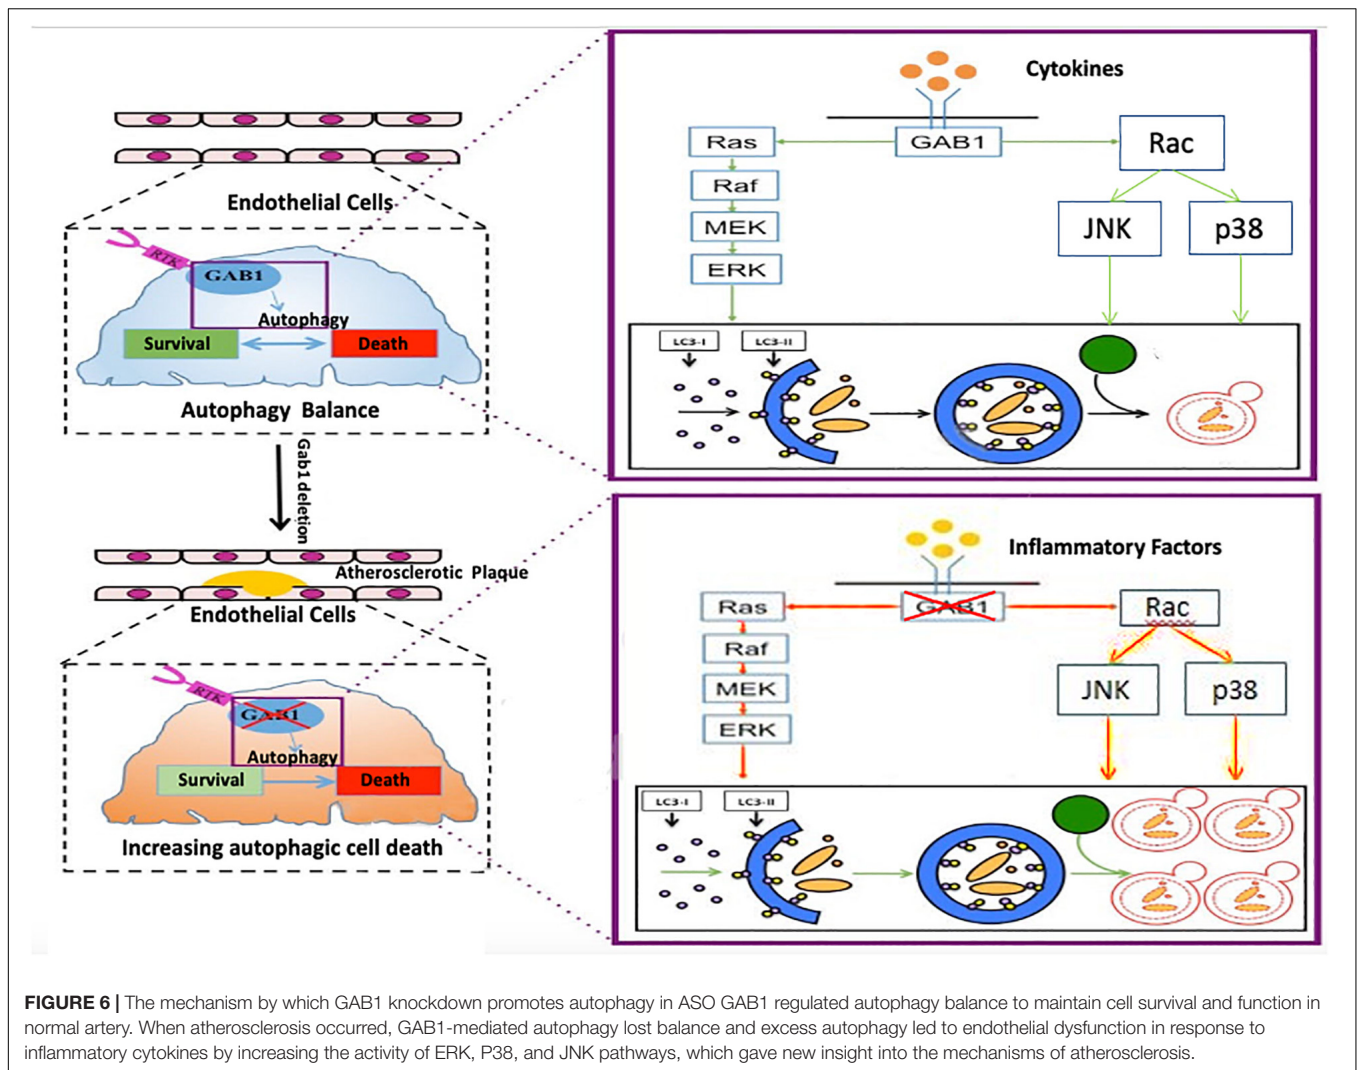 Cytokines
Ras
GAB1
Rac
Raf
MEK
JNK
p38
ERK
LC3-I
LC3-II
Endothelial Cells
RTK
GAB1
Autophagy
Survival
Death
Autophagy Balance
Gab1 deletion
Atherosclerotic Plaque
Endothelial Cells
RTK
GAB1
Autophagy
Survival
Death
Increasing autophagic cell death
Inflammatory Factors
Ras
GAB1
Rac
Raf
MEK
JNK
p38
ERK
LC3-I
LC3-II
FIGURE 6 | The mechanism by which GAB1 knockdown promotes autophagy in ASO GAB1 regulated autophagy balance to maintain cell survival and function in
normal artery. When atherosclerosis occurred, GAB1-mediated autophagy lost balance and excess autophagy led to endothelial dysfunction in response to
inflammatory cytokines by increasing the activity of ERK, P38, and JNK pathways, which gave new insight into the mechanisms of atherosclerosis.